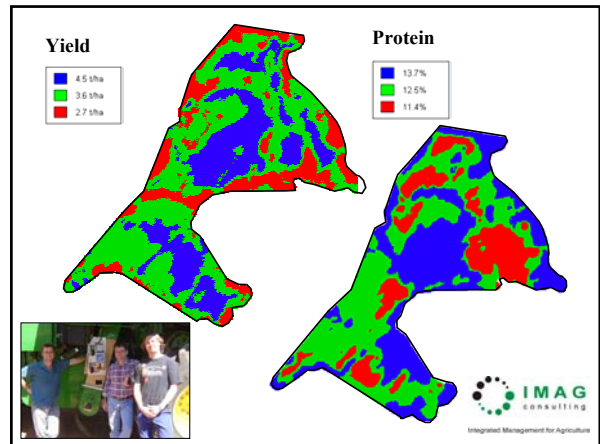 Yield
4.5 t/ha
3.6 t/ha
2.7 t/ha
Protein
13.7%
12.5%
11.4%
IMAG
consulting
Integrated Management for Agriculture